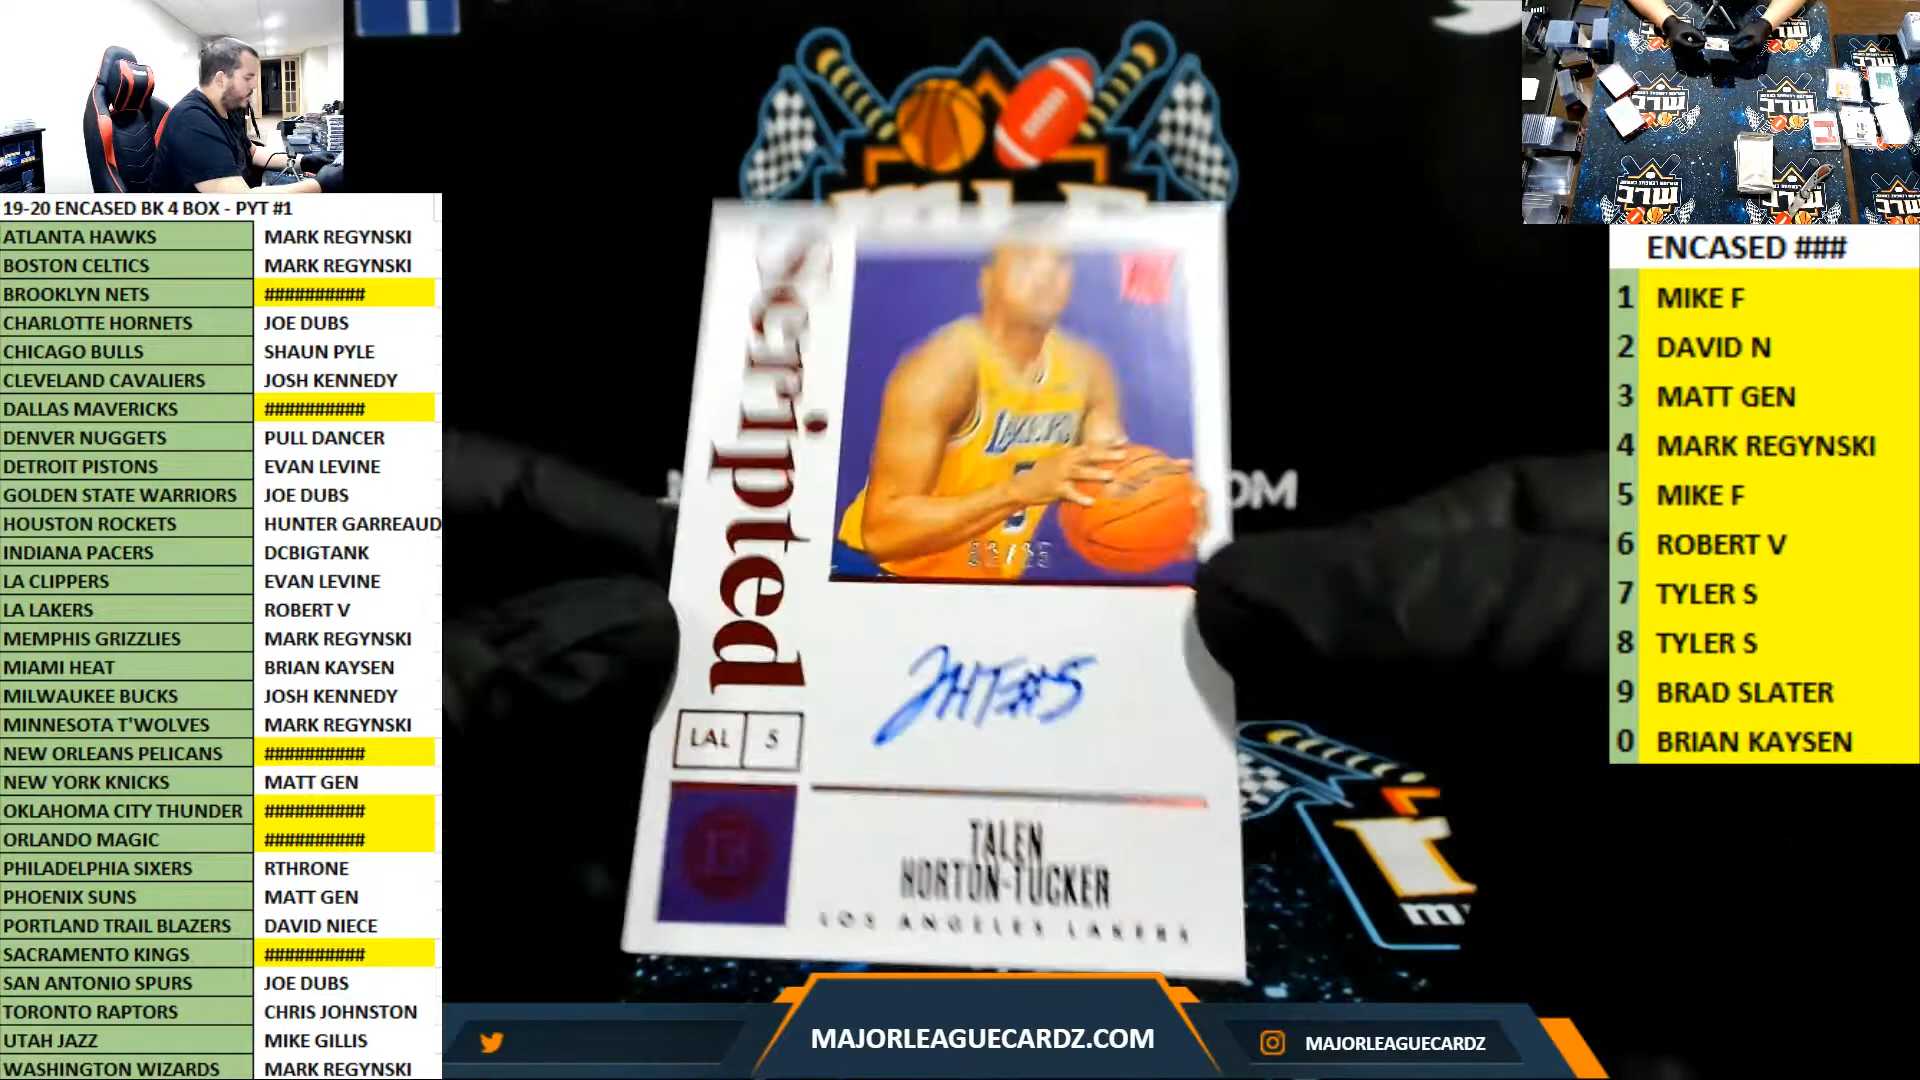 19-20 ENCASED BK 4 BOX - PYT #1
ATLANTA HAWKS MARK REGYNSKI
BOSTON CELTICS MARK REGYNSKI
BROOKLYN NETS ##########
CHARLOTTE HORNETS JOE DUBS
CHICAGO BULLS SHAUN PYLE
CLEVELAND CAVALIERS JOSH KENNEDY
DALLAS MAVERICKS ##########
DENVER NUGGETS PULL DANCER
DETROIT PISTONS EVAN LEVINE
GOLDEN STATE WARRIORS JOE DUBS
HOUSTON ROCKETS HUNTER GARREAUD
INDIANA PACERS DCBIGTANK
LA CLIPPERS EVAN LEVINE
LA LAKERS ROBERT V
MEMPHIS GRIZZLIES MARK REGYNSKI
MIAMI HEAT BRIAN KAYSEN
MILWAUKEE BUCKS JOSH KENNEDY
MINNESOTA T'WOLVES MARK REGYNSKI
NEW ORLEANS PELICANS ##########
NEW YORK KNICKS MATT GEN
OKLAHOMA CITY THUNDER ##########
ORLANDO MAGIC ##########
PHILADELPHIA SIXERS RTHRONE
PHOENIX SUNS MATT GEN
PORTLAND TRAIL BLAZERS DAVID NIECE
SACRAMENTO KINGS ##########
SAN ANTONIO SPURS JOE DUBS
TORONTO RAPTORS CHRIS JOHNSTON
UTAH JAZZ MIKE GILLIS
WASHINGTON WIZARDS MARK REGYNSKI
Scripted
LAKERS
LAL 5
TALEN
HORTON-TUCKER
LOS ANGELES LAKERS
OM
MAJORLEAGUECARDZ.COM
MAJORLEAGUECARDZ
ENCASED ###
1 MIKE F
2 DAVID N
3 MATT GEN
4 MARK REGYNSKI
5 MIKE F
6 ROBERT V
7 TYLER S
8 TYLER S
9 BRAD SLATER
0 BRIAN KAYSEN